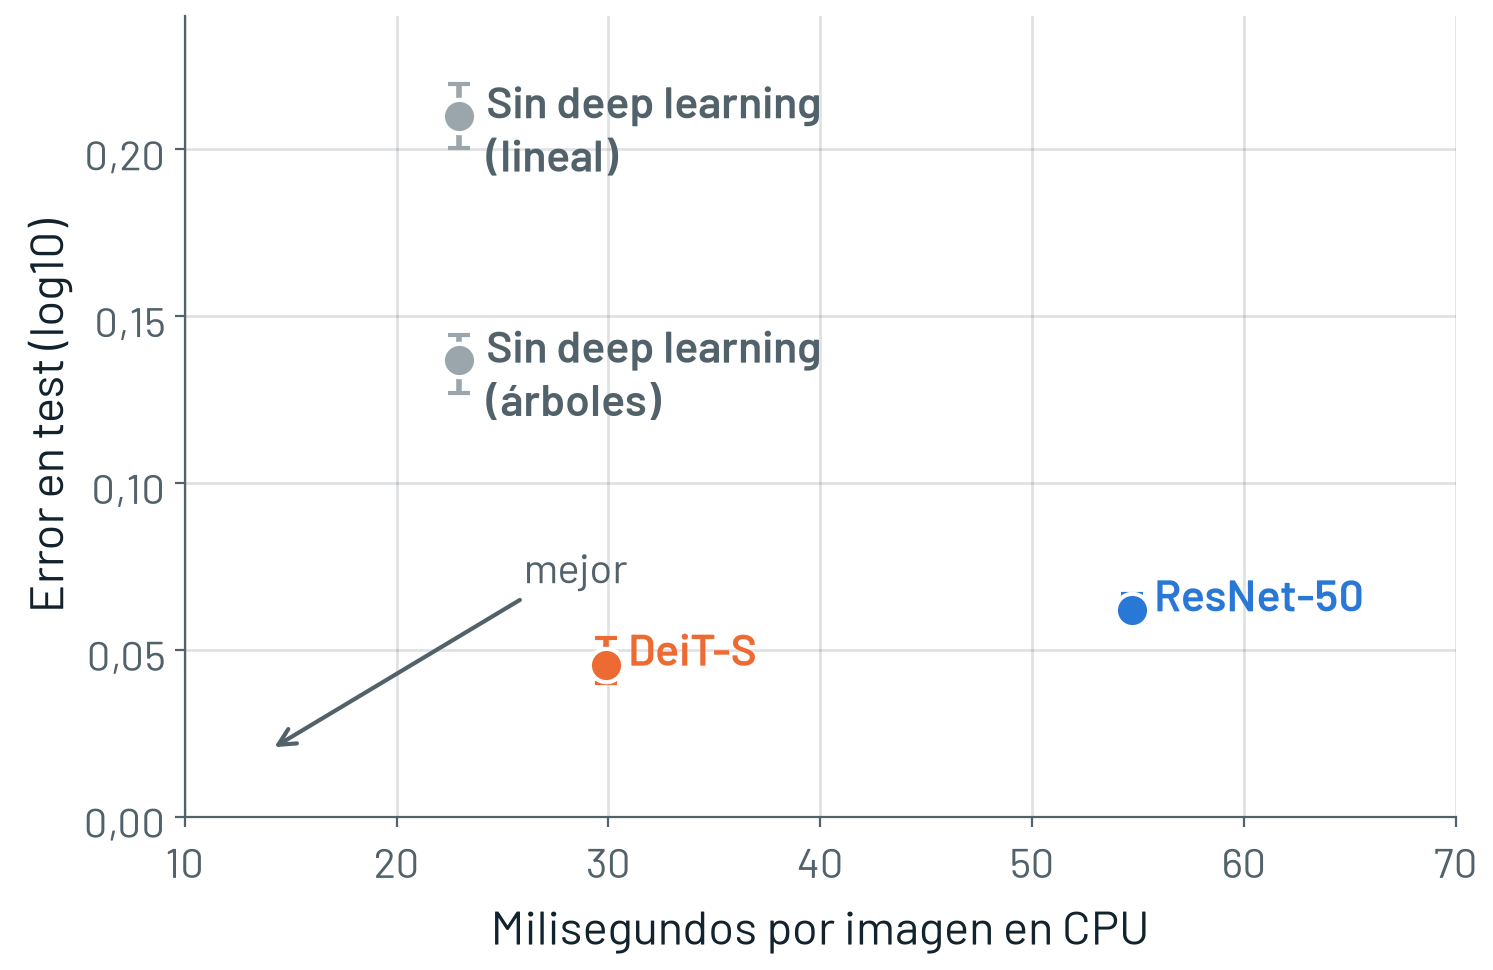 Sin deep learning
(lineal)
0,20
Sin deep learning
(árboles)
0,15
0,10
mejor
ResNet-50
DeiT-S
0,05
0,00
Error en test (log10)
10 20 30 40 50 60 70
Milisegundos por imagen en CPU